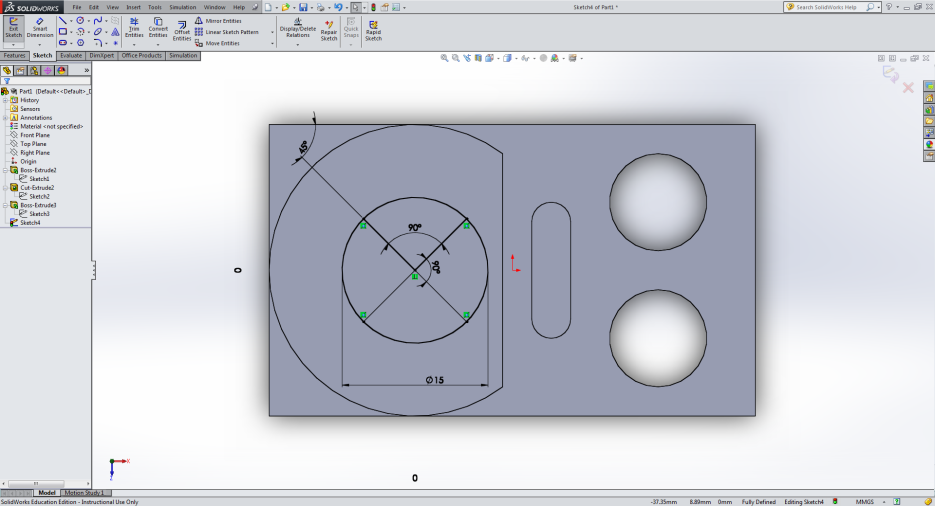 SOLIDWORKS File Edit View Insert Tools Simulation Window Help Sketch of Part1 * Search SolidWorks Help
Exit Sketch Smart Dimension Trim Entities Convert Entities Offset Entities Mirror Entities Display/Delete Relations Repair Sketch Quick Snaps Rapid Sketch
Linear Sketch Pattern
Move Entities
Features Sketch Evaluate DimXpert Office Products Simulation
Part1 (Default<<Default>_D
History
Sensors
Annotations
Material <not specified>
Front Plane
Top Plane
Right Plane
Origin
Boss-Extrude2
Sketch1
Cut-Extrude2
Sketch2
Boss-Extrude3
Sketch3
Sketch4
45°
90°
90°
0
Ø15
0
X
Z
Model Motion Study 1
SolidWorks Education Edition - Instructional Use Only -37.35mm 8.89mm 0mm Fully Defined Editing Sketch4 MMGS